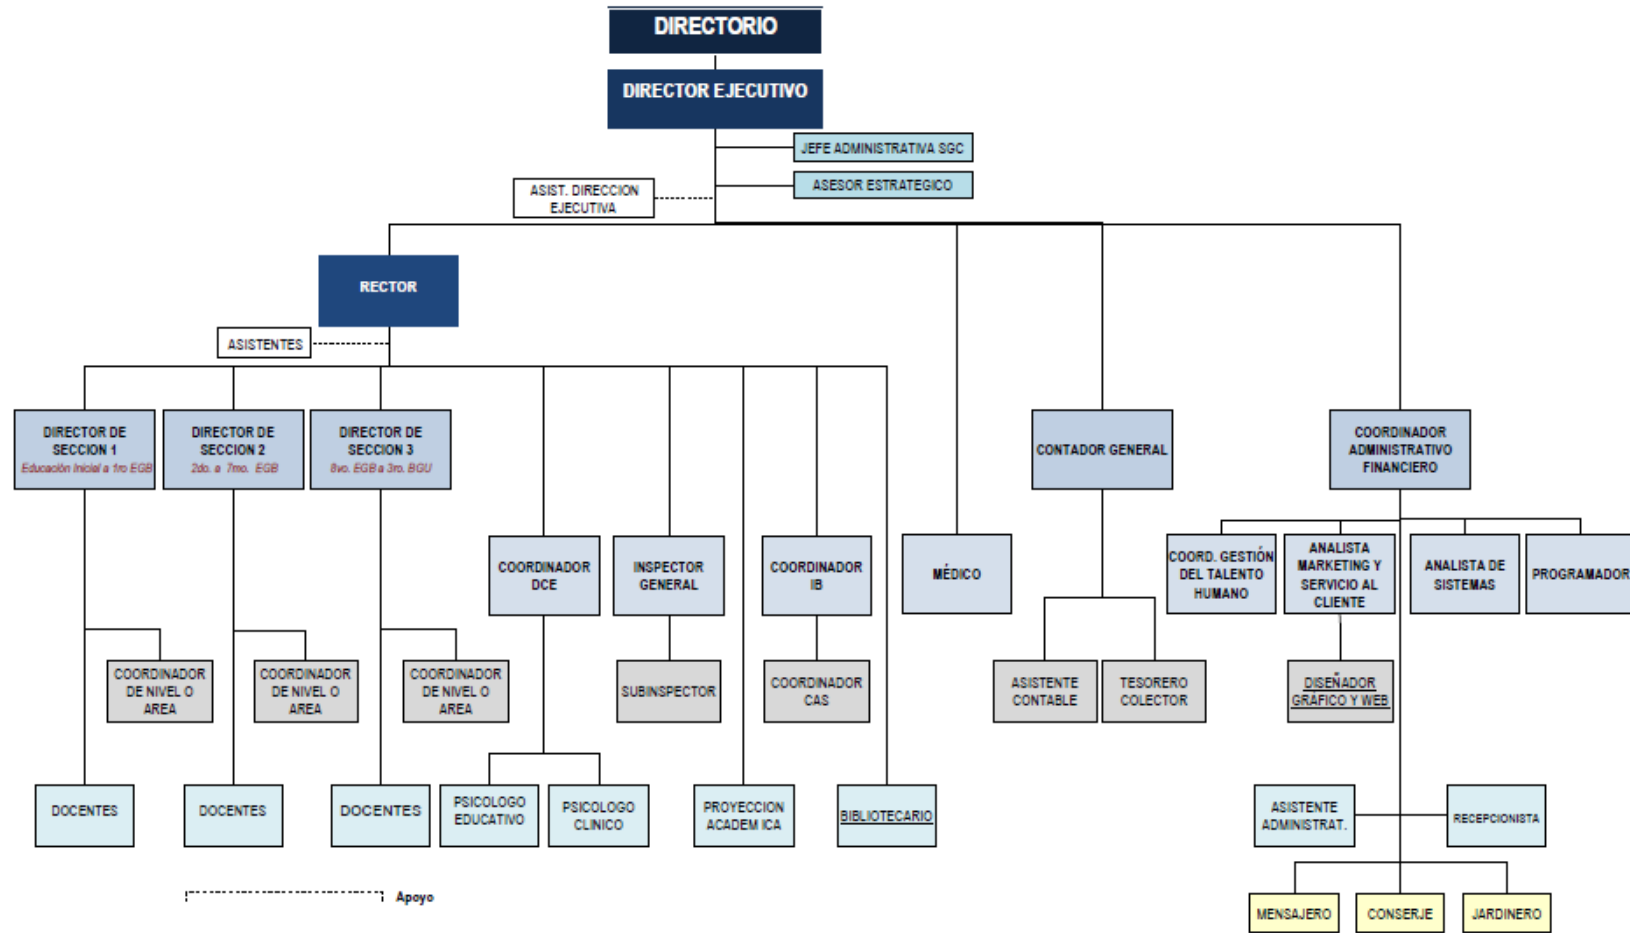 DIRECTORIO
DIRECTOR EJECUTIVO
JEFE ADMINISTRATIVA SGC
ASESOR ESTRATEGICO
ASIST. DIRECCION
EJECUTIVA
RECTOR
ASISTENTES
DIRECTOR DE
SECCION 1
Educación Inicial a 1ro EGB
DIRECTOR DE
SECCION 2
2do. a 7mo. EGB
DIRECTOR DE
SECCION 3
8vo. EGB a 3ro. BGU
CONTADOR GENERAL
COORDINADOR
ADMINISTRATIVO
FINANCIERO
COORDINADOR
DCE
INSPECTOR
GENERAL
COORDINADOR
IB
MÉDICO
COORD. GESTIÓN
DEL TALENTO
HUMANO
ANALISTA
MARKETING Y
SERVICIO AL
CLIENTE
ANALISTA DE
SISTEMAS
PROGRAMADOR
COORDINADOR
DE NIVEL O
AREA
COORDINADOR
DE NIVEL O
AREA
COORDINADOR
DE NIVEL O
AREA
SUBINSPECTOR
COORDINADOR
CAS
ASISTENTE
CONTABLE
TESORERO
COLECTOR
DISEÑADOR
GRÁFICO Y WEB
DOCENTES
DOCENTES
DOCENTES
PSICOLOGO
EDUCATIVO
PSICOLOGO
CLINICO
PROYECCION
ACADEM ICA
BIBLIOTECARIO
ASISTENTE
ADMINISTRAT.
RECEPCIONISTA
MENSAJERO
CONSERJE
JARDINERO
Apoyo